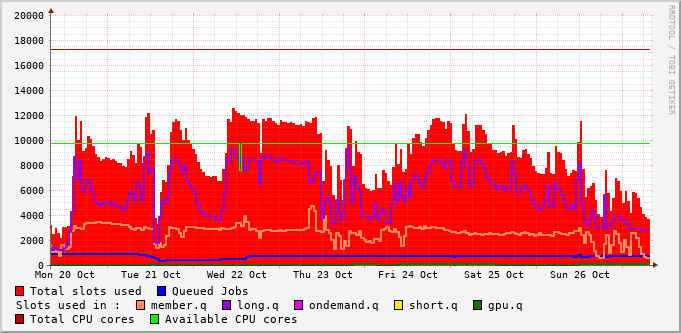 20000
18000
16000
14000
12000
10000
8000
6000
4000
2000
0
Mon 20 Oct Tue 21 Oct Wed 22 Oct Thu 23 Oct Fri 24 Oct Sat 25 Oct Sun 26 Oct
Total slots used Queued Jobs
Slots used in : member.q long.q ondemand.q short.q gpu.q
Total CPU cores Available CPU cores
RRDTOOL / TOBI OETIKER